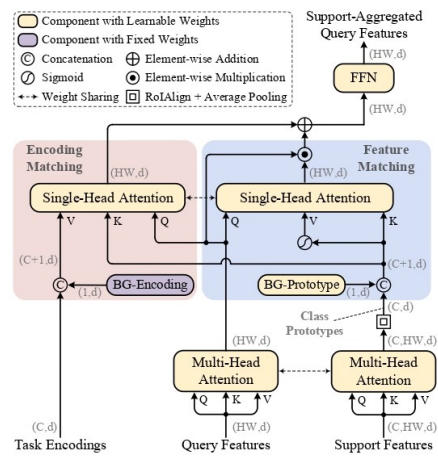 Component with Learnable Weights
Component with Fixed Weights
C Concatenation
Element-wise Addition
Sigmoid
Element-wise Multiplication
Weight Sharing
RoIAlign + Average Pooling
Support-Aggregated
Query Features
(HW,d)
FFN
(HW,d)
Encoding
Matching
(HW,d)
(HW,d)
Feature
Matching
Single-Head Attention
Single-Head Attention
V
K
Q
Q
V
K
(C+1,d)
(C+1,d)
C
(1,d)
BG-Encoding
BG-Prototype
(1,d)
C
(C,d)
Class
Prototypes
(HW,d)
(C,HW,d)
Multi-Head
Attention
Multi-Head
Attention
Q
K
V
Q
K
V
(C,d)
(HW,d)
(C,HW,d)
Task Encodings
Query Features
Support Features